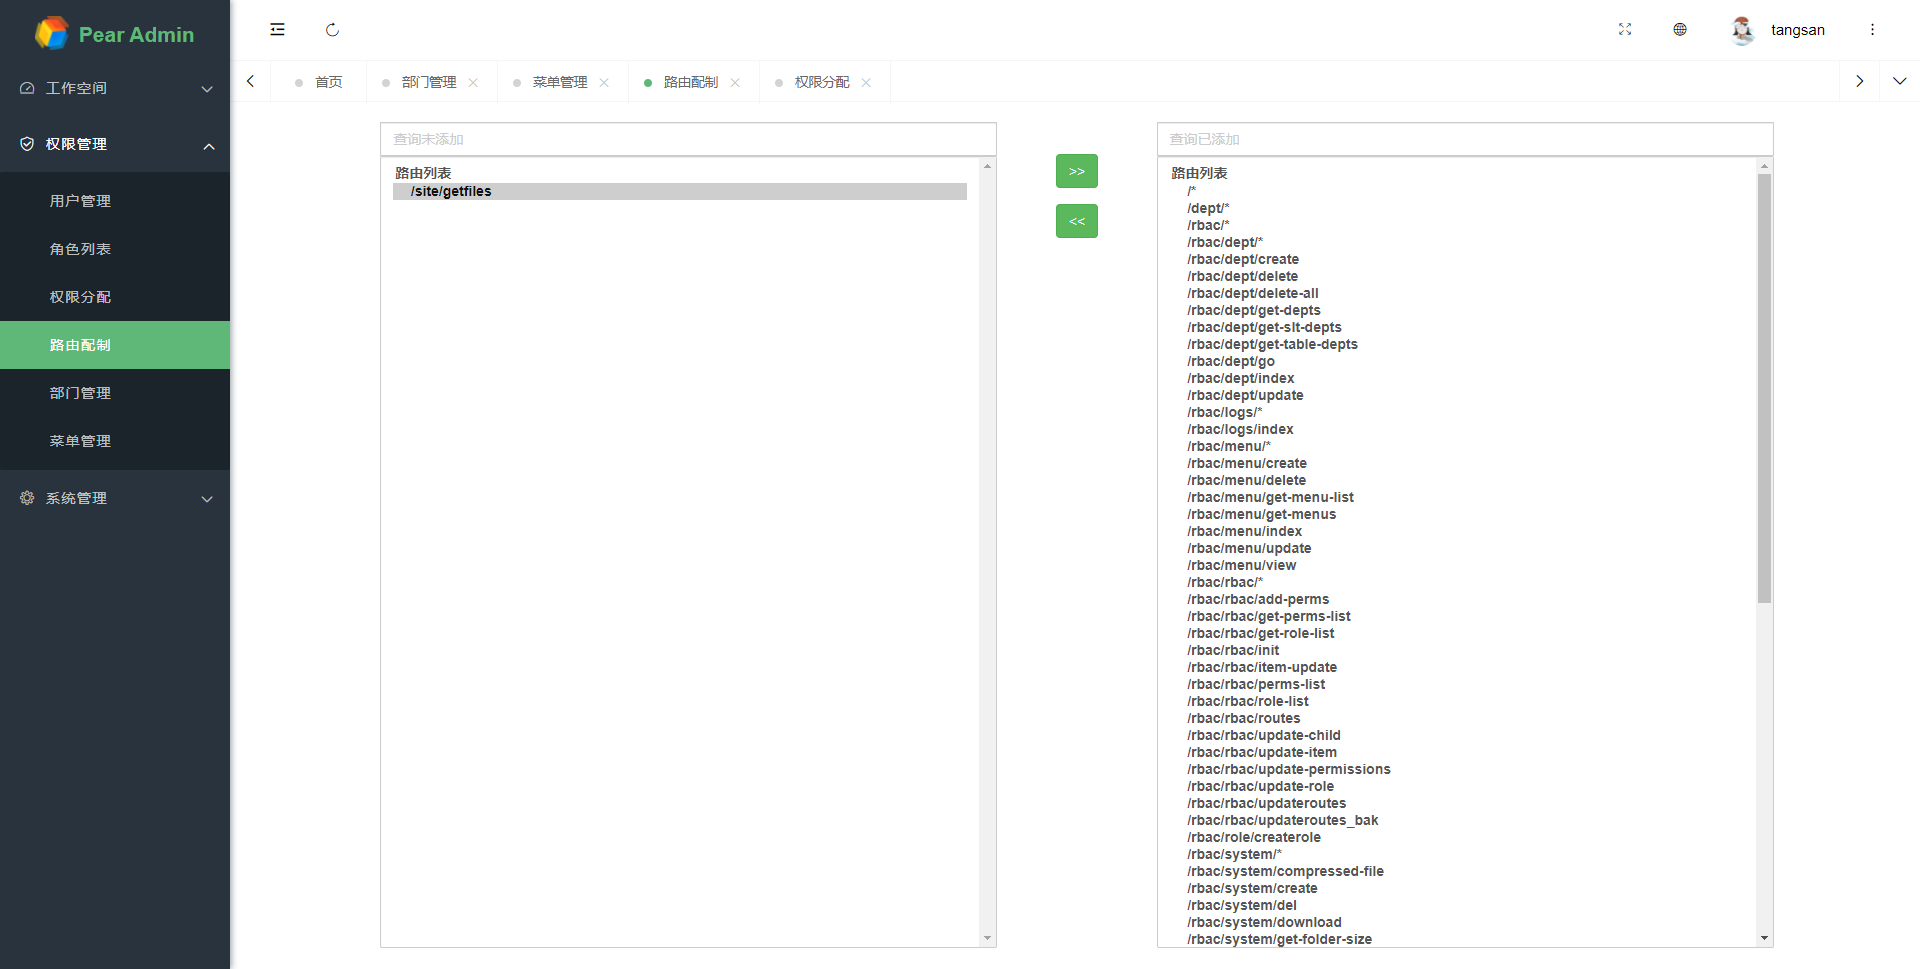 Pear Admin
工作空间
权限管理
用户管理
角色列表
权限分配
路由配制
部门管理
菜单管理
系统管理
tangsan
首页
部门管理
菜单管理
路由配制
权限分配
查询未添加
路由列表
/site/getfiles
>>
<<
查询已添加
路由列表
/*
/dept/*
/rbac/*
/rbac/dept/*
/rbac/dept/create
/rbac/dept/delete
/rbac/dept/delete-all
/rbac/dept/get-depts
/rbac/dept/get-slt-depts
/rbac/dept/get-table-depts
/rbac/dept/go
/rbac/dept/index
/rbac/dept/update
/rbac/logs/*
/rbac/logs/index
/rbac/menu/*
/rbac/menu/create
/rbac/menu/delete
/rbac/menu/get-menu-list
/rbac/menu/get-menus
/rbac/menu/index
/rbac/menu/update
/rbac/menu/view
/rbac/rbac/*
/rbac/rbac/add-perms
/rbac/rbac/get-perms-list
/rbac/rbac/get-role-list
/rbac/rbac/init
/rbac/rbac/item-update
/rbac/rbac/perms-list
/rbac/rbac/role-list
/rbac/rbac/routes
/rbac/rbac/update-child
/rbac/rbac/update-item
/rbac/rbac/update-permissions
/rbac/rbac/update-role
/rbac/rbac/updateroutes
/rbac/rbac/updateroutes_bak
/rbac/role/createrole
/rbac/system/*
/rbac/system/compressed-file
/rbac/system/create
/rbac/system/del
/rbac/system/download
/rbac/system/get-folder-size